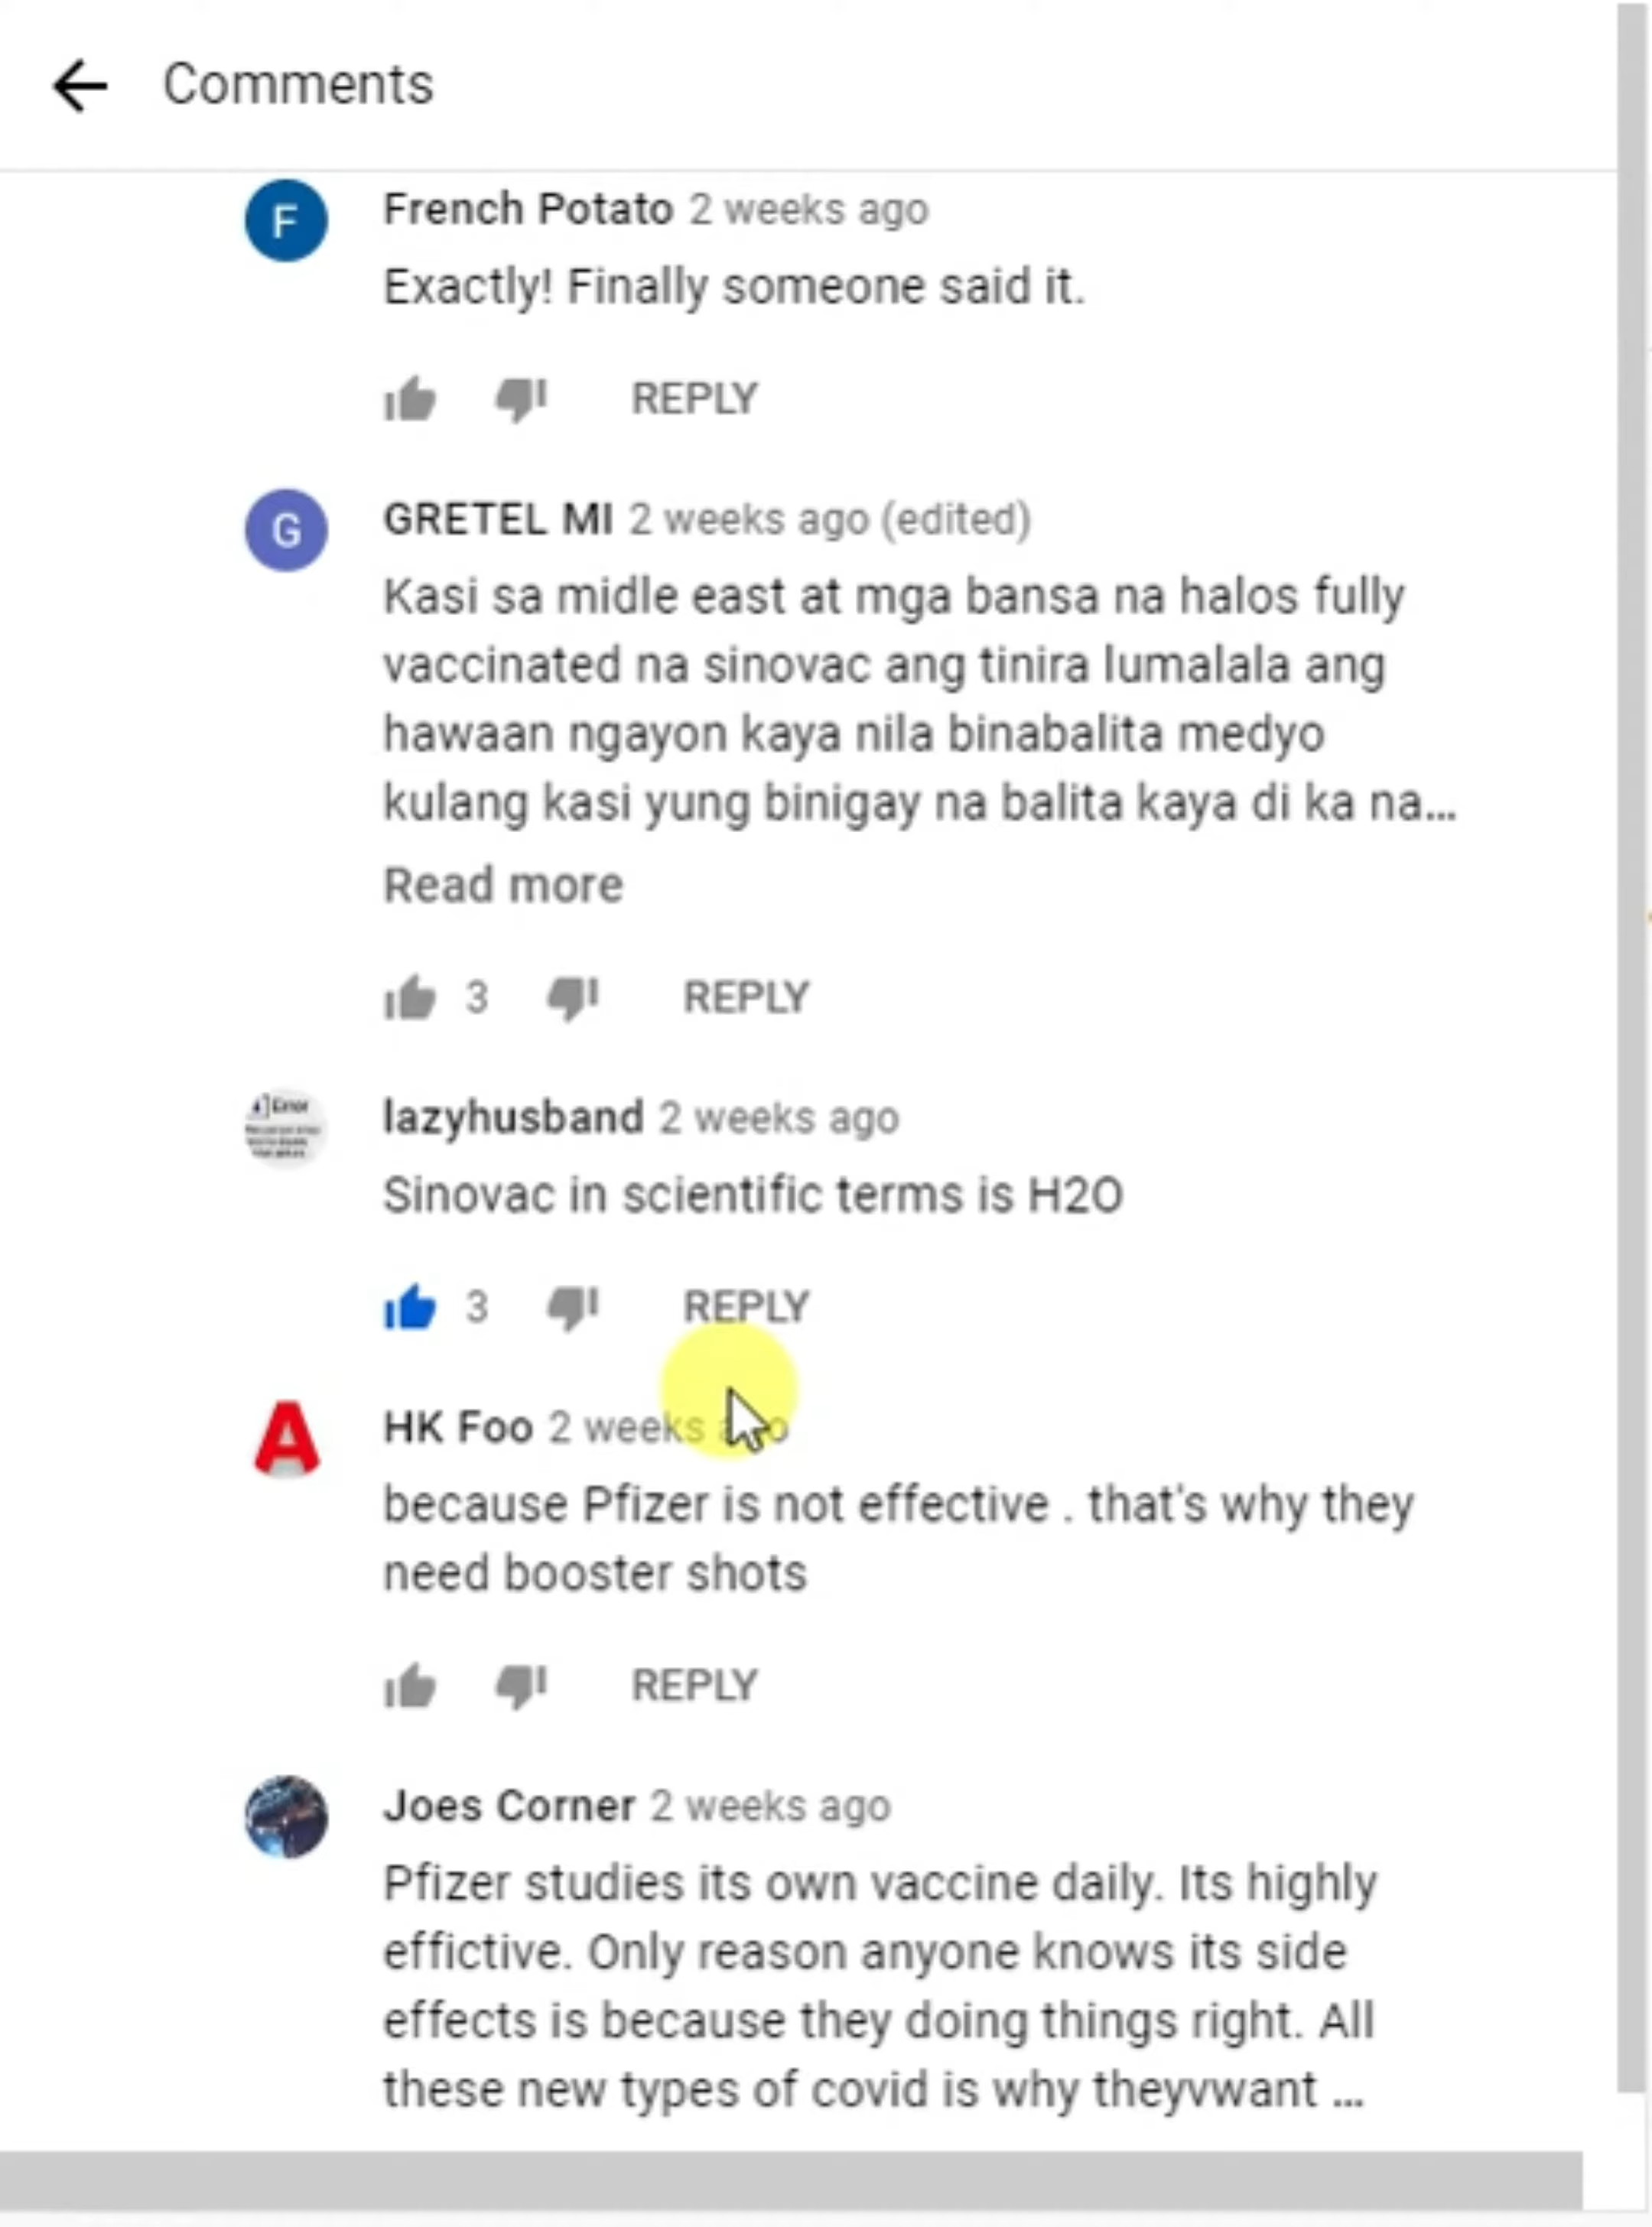 Comments
F
French Potato 2 weeks ago
Exactly! Finally someone said it.
REPLY
G
GRETEL MI 2 weeks ago (edited)
Kasi sa midle east at mga bansa na halos fully
vaccinated na sinovac ang tinira lumalala ang
hawaan ngayon kaya nila binabalita medyo
kulang kasi yung binigay na balita kaya di ka na...
Read more
3 REPLY
Error
lazyhusband 2 weeks ago
Sinovac in scientific terms is H2O
3 REPLY
A
HK Foo 2 weeks ago
because Pfizer is not effective . that's why they
need booster shots
REPLY
Joes Corner 2 weeks ago
Pfizer studies its own vaccine daily. Its highly
effictive. Only reason anyone knows its side
effects is because they doing things right. All
these new types of covid is why theyvwant ...